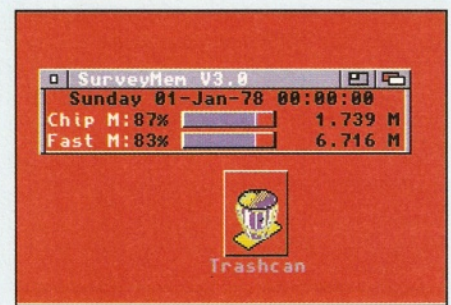 SurveyMem V3.0
Sunday 01-Jan-78 00:00:00
Chip M:87% 1.739 M
Fast M:83% 6.716 M
Trashcan